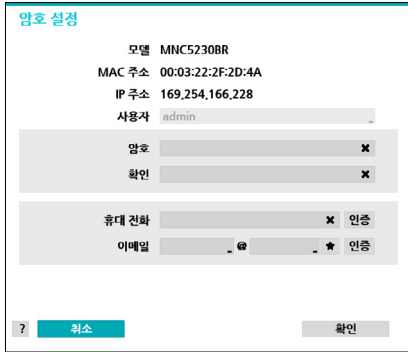 암호 설정
모델 MNC5230BR
MAC 주소 00:03:22:2F:2D:4A
IP 주소 169.254.166.228
사용자 admin
암호
확인
휴대 전화 인증
이메일 @ 인증
? 취소 확인